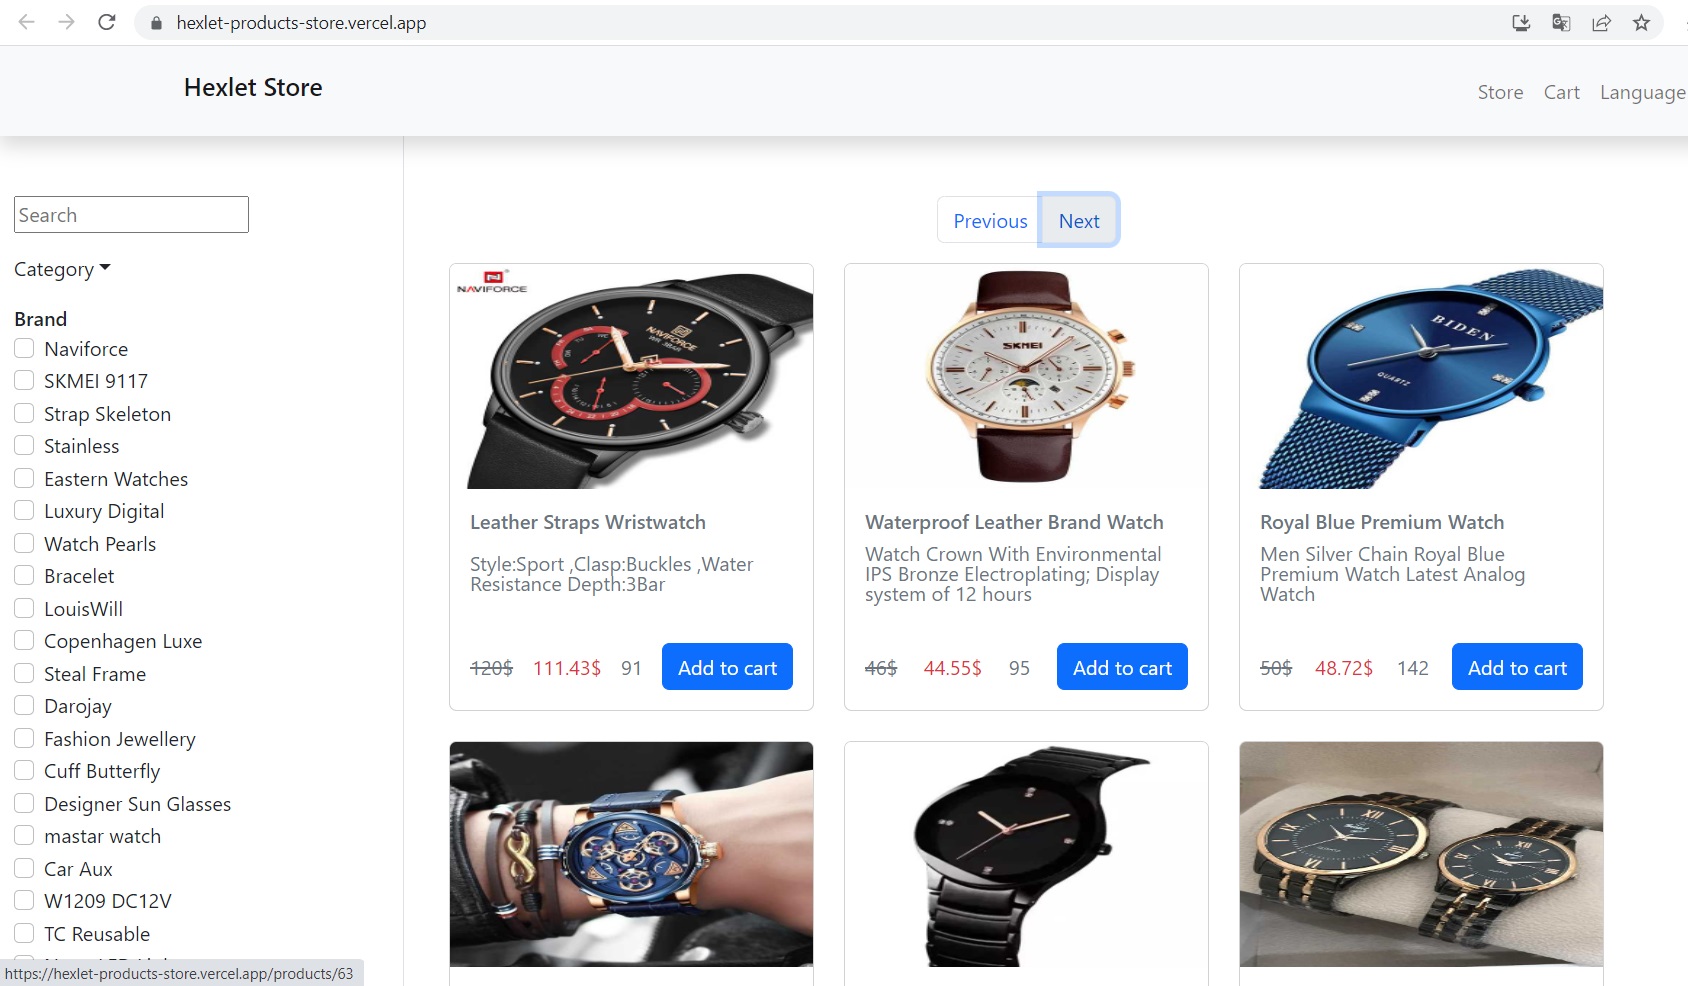 hexlet-products-store.vercel.app
Hexlet Store
Store Cart Language
Search
Category
Brand
Naviforce
SKMEI 9117
Strap Skeleton
Stainless
Eastern Watches
Luxury Digital
Watch Pearls
Bracelet
LouisWill
Copenhagen Luxe
Steal Frame
Darojay
Fashion Jewellery
Cuff Butterfly
Designer Sun Glasses
mastar watch
Car Aux
W1209 DC12V
TC Reusable
https://hexlet-products-store.vercel.app/products/63
Previous Next
NAVIFORCE
NAVIFORCE
Leather Straps Wristwatch
Style:Sport ,Clasp:Buckles ,Water
Resistance Depth:3Bar
120$ 111.43$ 91 Add to cart
SKMEI
Waterproof Leather Brand Watch
Watch Crown With Environmental
IPS Bronze Electroplating; Display
system of 12 hours
46$ 44.55$ 95 Add to cart
BIDEN
QUARTZ
Royal Blue Premium Watch
Men Silver Chain Royal Blue
Premium Watch Latest Analog
Watch
50$ 48.72$ 142 Add to cart